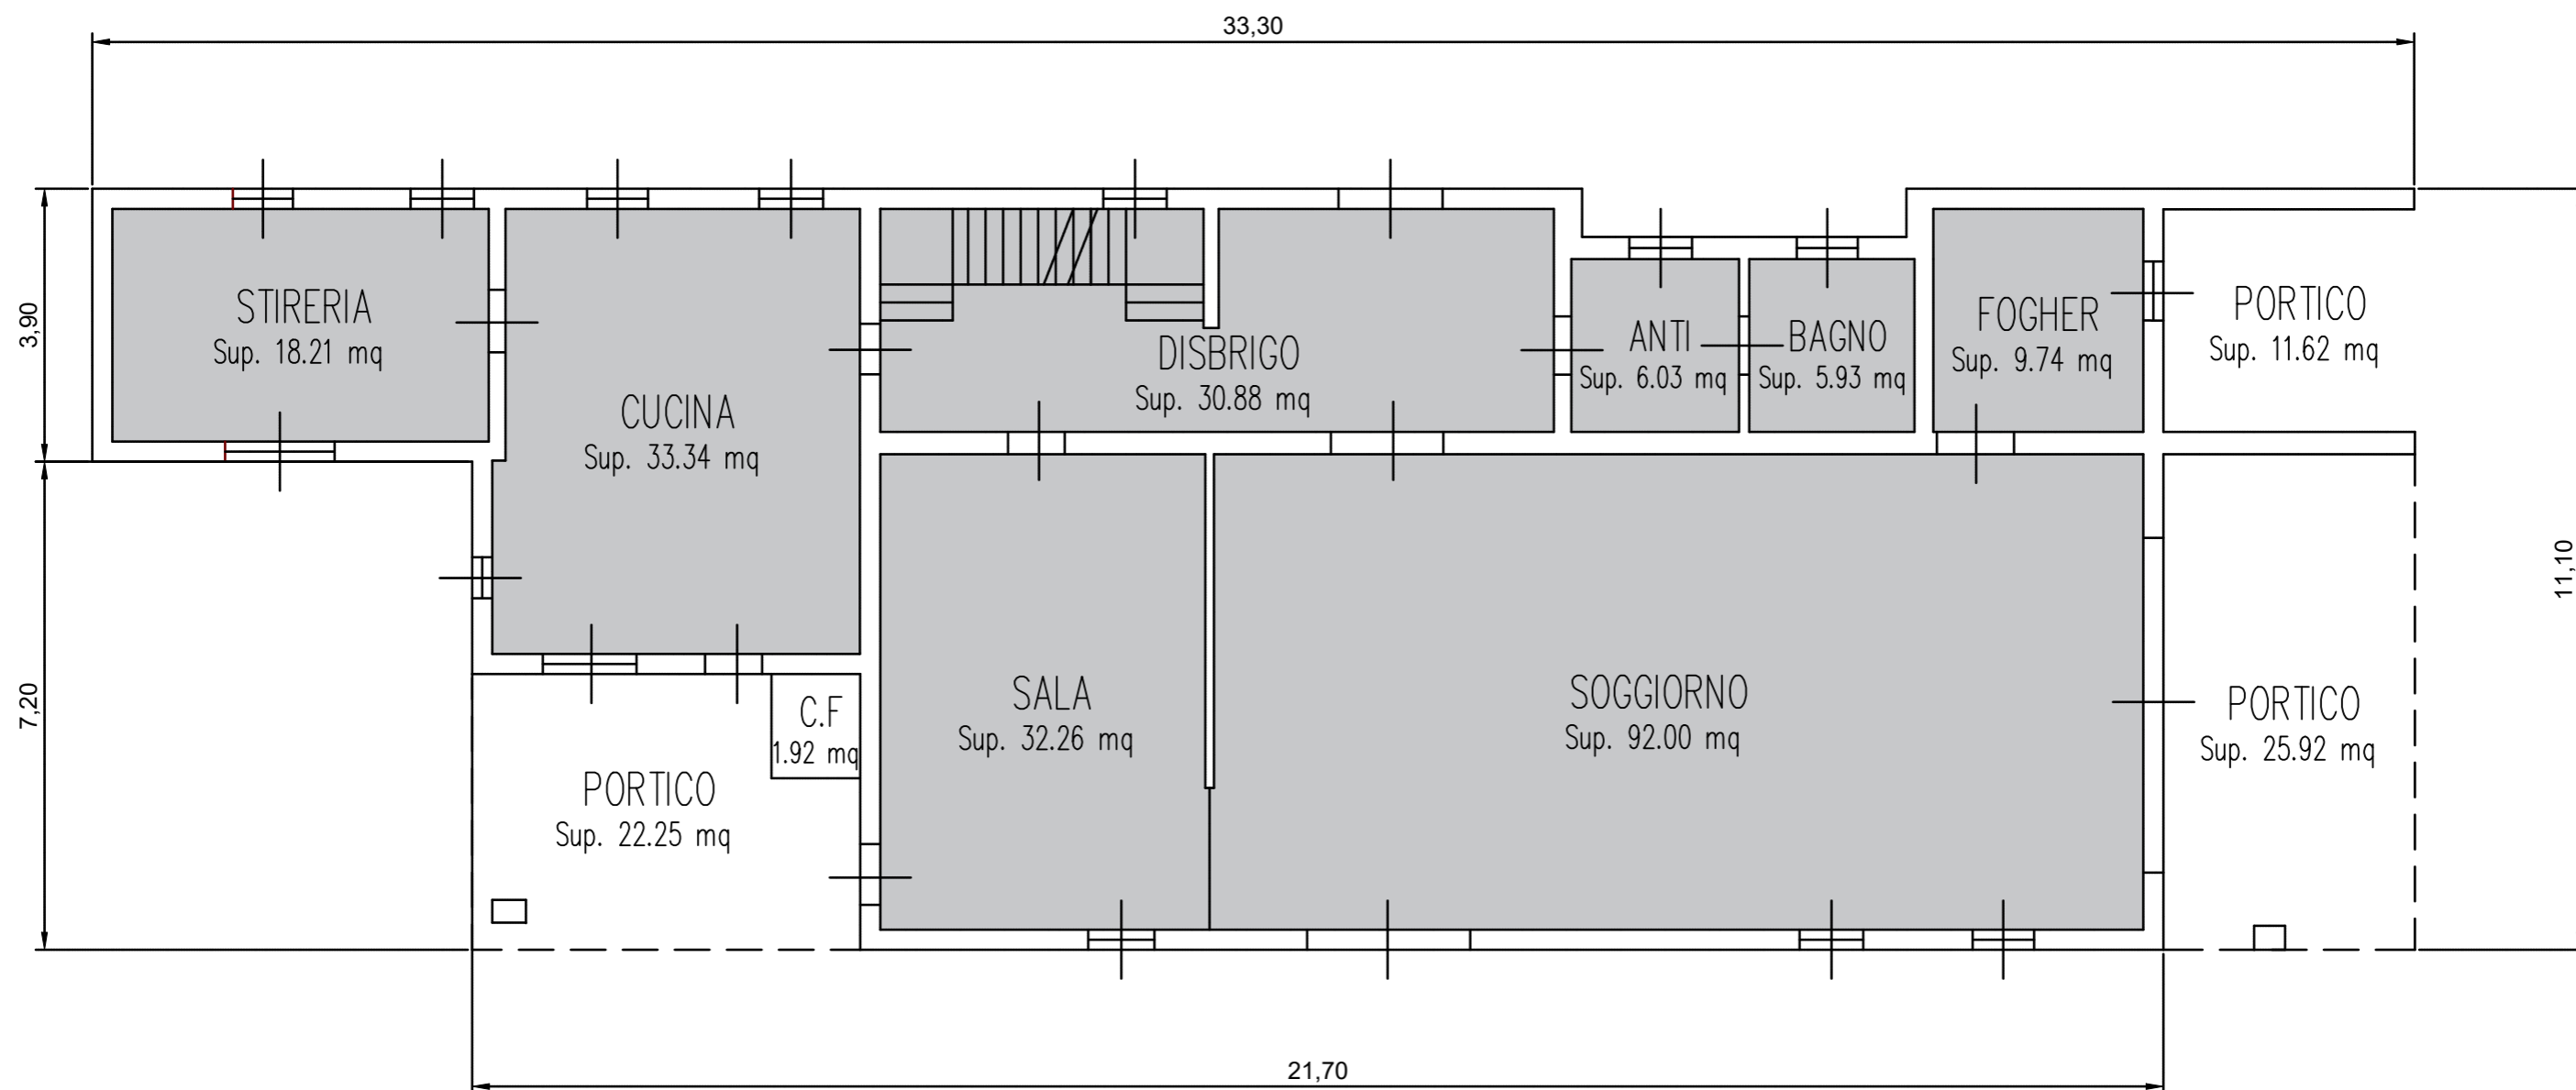 33,30
3,90
STIRERIA
Sup. 18.21 mq
CUCINA
Sup. 33.34 mq
DISBRIGO
Sup. 30.88 mq
ANTI
Sup. 6.03 mq
BAGNO
Sup. 5.93 mq
FOGHER
Sup. 9.74 mq
PORTICO
Sup. 11.62 mq
11,10
7,20
C.F
1.92 mq
PORTICO
Sup. 22.25 mq
SALA
Sup. 32.26 mq
SOGGIORNO
Sup. 92.00 mq
PORTICO
Sup. 25.92 mq
21,70